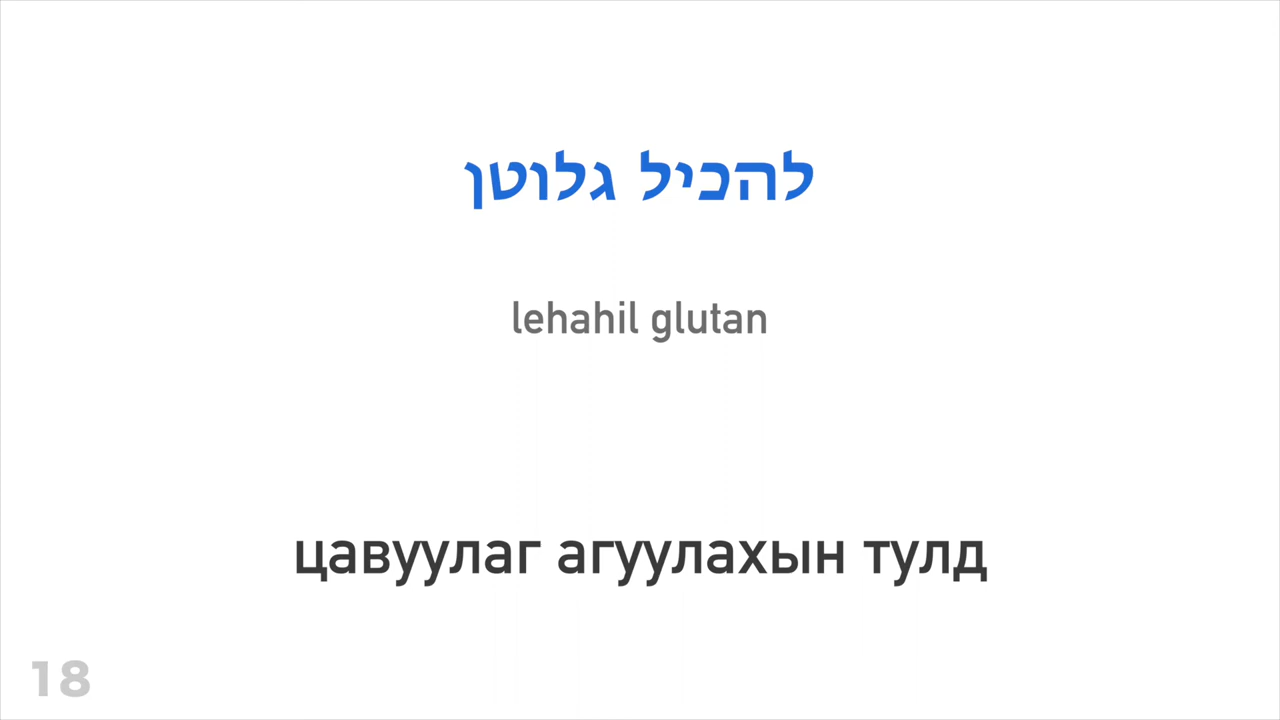 להכיל גלוטן
lehahil glutan
цавуулаг агуулахын тулд
18